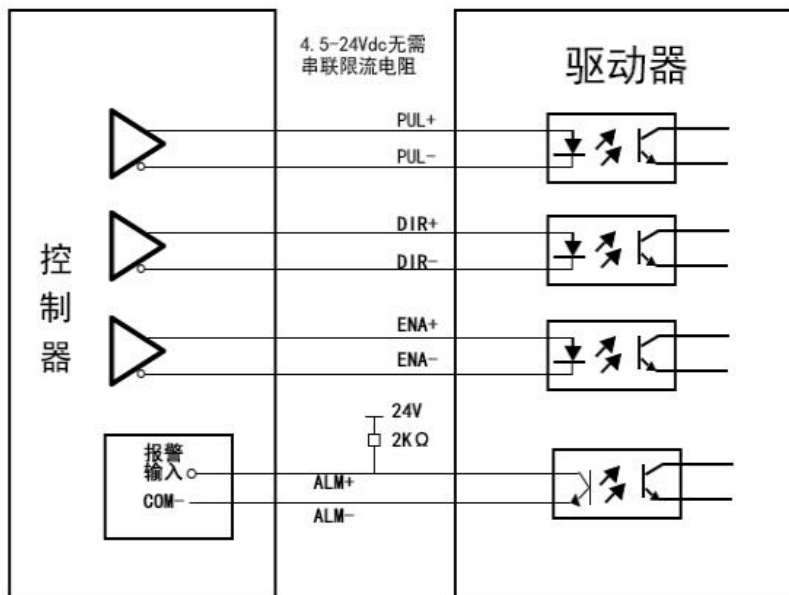 4.5-24Vdc无需
串联限流电阻
驱动器
PUL+
PUL-
DIR+
DIR-
控
制
器
ENA+
ENA-
24V
2KΩ
报警
输入
ALM+
COM-
ALM-